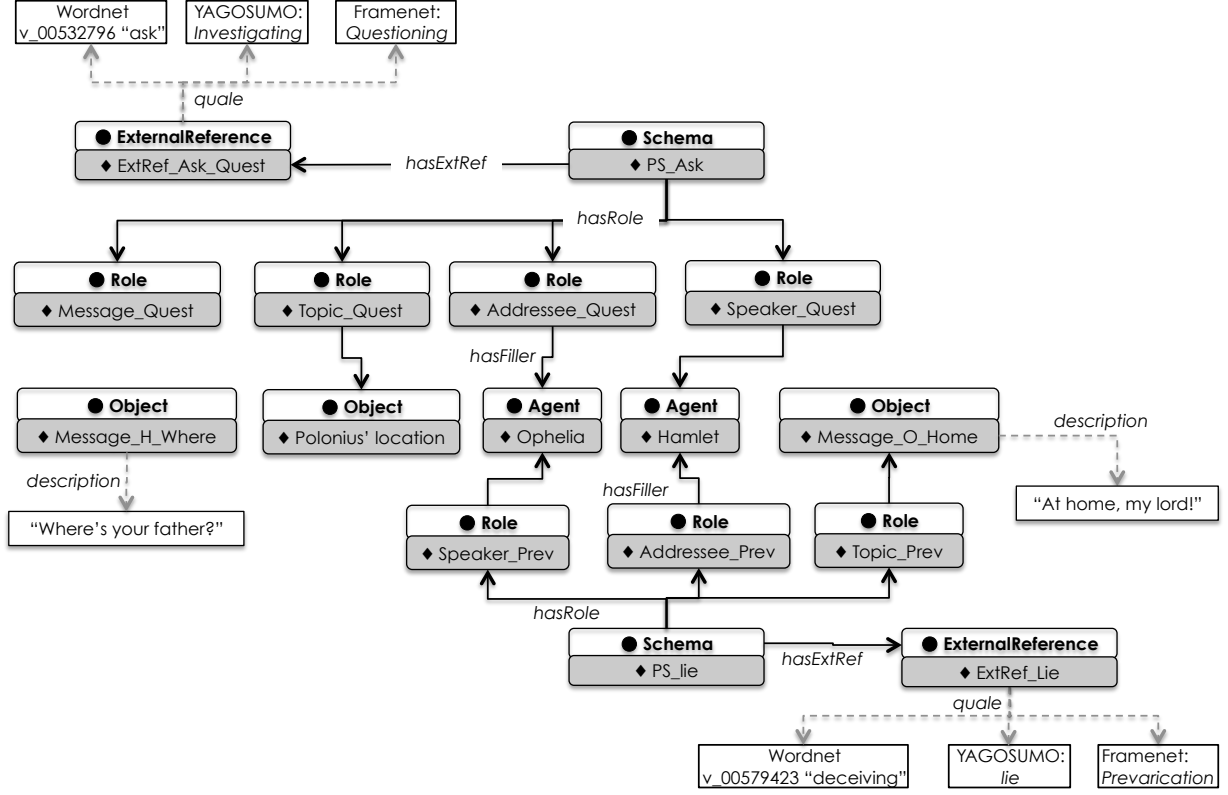 Wordnet
v_00532796 “ask”
YAGOSUMO:
Investigating
Framenet:
Questioning
quale
● ExternalReference
♦ ExtRef_Ask_Quest
hasExtRef
● Schema
♦ PS_Ask
hasRole
● Role
♦ Message_Quest
● Role
♦ Topic_Quest
● Role
♦ Addressee_Quest
● Role
♦ Speaker_Quest
hasFiller
● Object
♦ Message_H_Where
● Object
♦ Polonius’ location
● Agent
♦ Ophelia
● Agent
♦ Hamlet
● Object
♦ Message_O_Home
description
description
“Where’s your father?”
“At home, my lord!”
hasFiller
● Role
♦ Speaker_Prev
● Role
♦ Addressee_Prev
● Role
♦ Topic_Prev
hasRole
● Schema
♦ PS_lie
hasExtRef
● ExternalReference
♦ ExtRef_Lie
quale
Wordnet
v_00579423 “deceiving”
YAGOSUMO:
lie
Framenet:
Prevarication